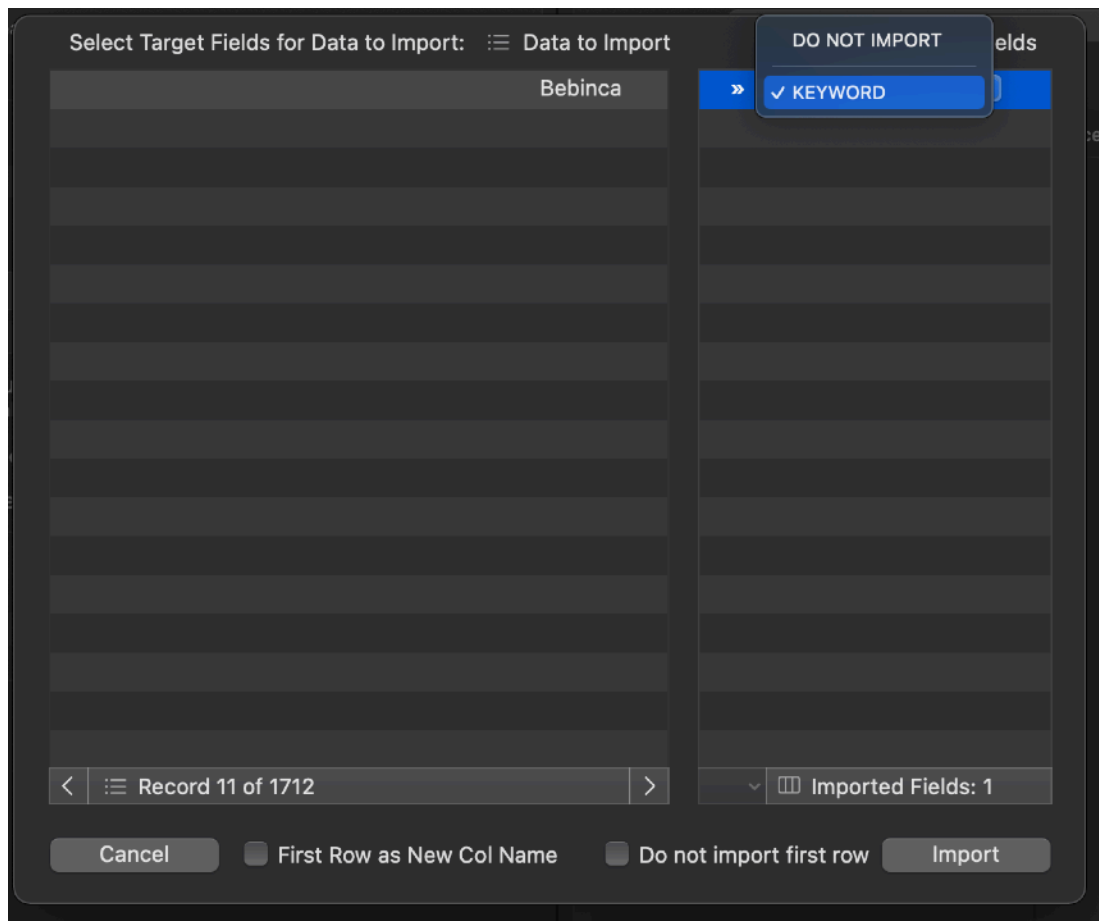 Select Target Fields for Data to Import:
Data to Import
elds
DO NOT IMPORT
Bebinca
»
✓ KEYWORD
Record 11 of 1712
Imported Fields: 1
Cancel
First Row as New Col Name
Do not import first row
Import